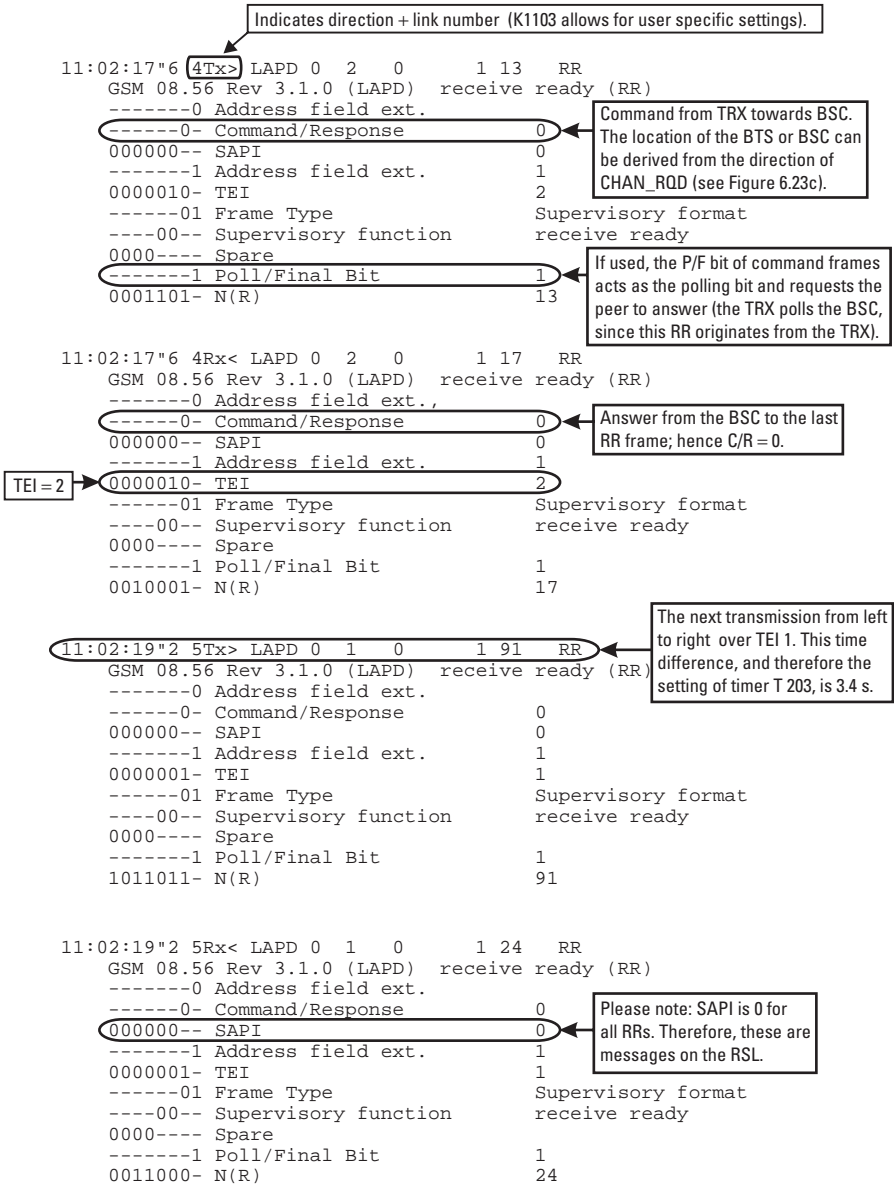 Indicates direction + link number (K1103 allows for user specific settings).
11:02:17"6 4Tx> LAPD 0 2 0 1 13 RR
GSM 08.56 Rev 3.1.0 (LAPD) receive ready (RR)
-------0 Address field ext.
------0- Command/Response 0
Command from TRX towards BSC.
The location of the BTS or BSC can
be derived from the direction of
CHAN_RQD (see Figure 6.23c).
000000-- SAPI 0
-------1 Address field ext. 1
0000010- TEI 2
------01 Frame Type Supervisory format
----00-- Supervisory function receive ready
0000---- Spare
-------1 Poll/Final Bit 1
If used, the P/F bit of command frames
acts as the polling bit and requests the
peer to answer (the TRX polls the BSC,
since this RR originates from the TRX).
0001101- N(R) 13
11:02:17"6 4Rx< LAPD 0 2 0 1 17 RR
GSM 08.56 Rev 3.1.0 (LAPD) receive ready (RR)
-------0 Address field ext.,
------0- Command/Response 0
Answer from the BSC to the last
RR frame; hence C/R = 0.
000000-- SAPI 0
-------1 Address field ext. 1
TEI = 2
0000010- TEI 2
------01 Frame Type Supervisory format
----00-- Supervisory function receive ready
0000---- Spare
-------1 Poll/Final Bit 1
0010001- N(R) 17
11:02:19"2 5Tx> LAPD 0 1 0 1 91 RR
The next transmission from left
to right over TEI 1. This time
difference, and therefore the
setting of timer T 203, is 3.4 s.
GSM 08.56 Rev 3.1.0 (LAPD) receive ready (RR)
-------0 Address field ext.
------0- Command/Response 0
000000-- SAPI 0
-------1 Address field ext. 1
0000001- TEI 1
------01 Frame Type Supervisory format
----00-- Supervisory function receive ready
0000---- Spare
-------1 Poll/Final Bit 1
1011011- N(R) 91
11:02:19"2 5Rx< LAPD 0 1 0 1 24 RR
GSM 08.56 Rev 3.1.0 (LAPD) receive ready (RR)
-------0 Address field ext.
------0- Command/Response 0
000000-- SAPI 0
Please note: SAPI is 0 for
all RRs. Therefore, these are
messages on the RSL.
-------1 Address field ext. 1
0000001- TEI 1
------01 Frame Type Supervisory format
----00-- Supervisory function receive ready
0000---- Spare
-------1 Poll/Final Bit 1
0011000- N(R) 24